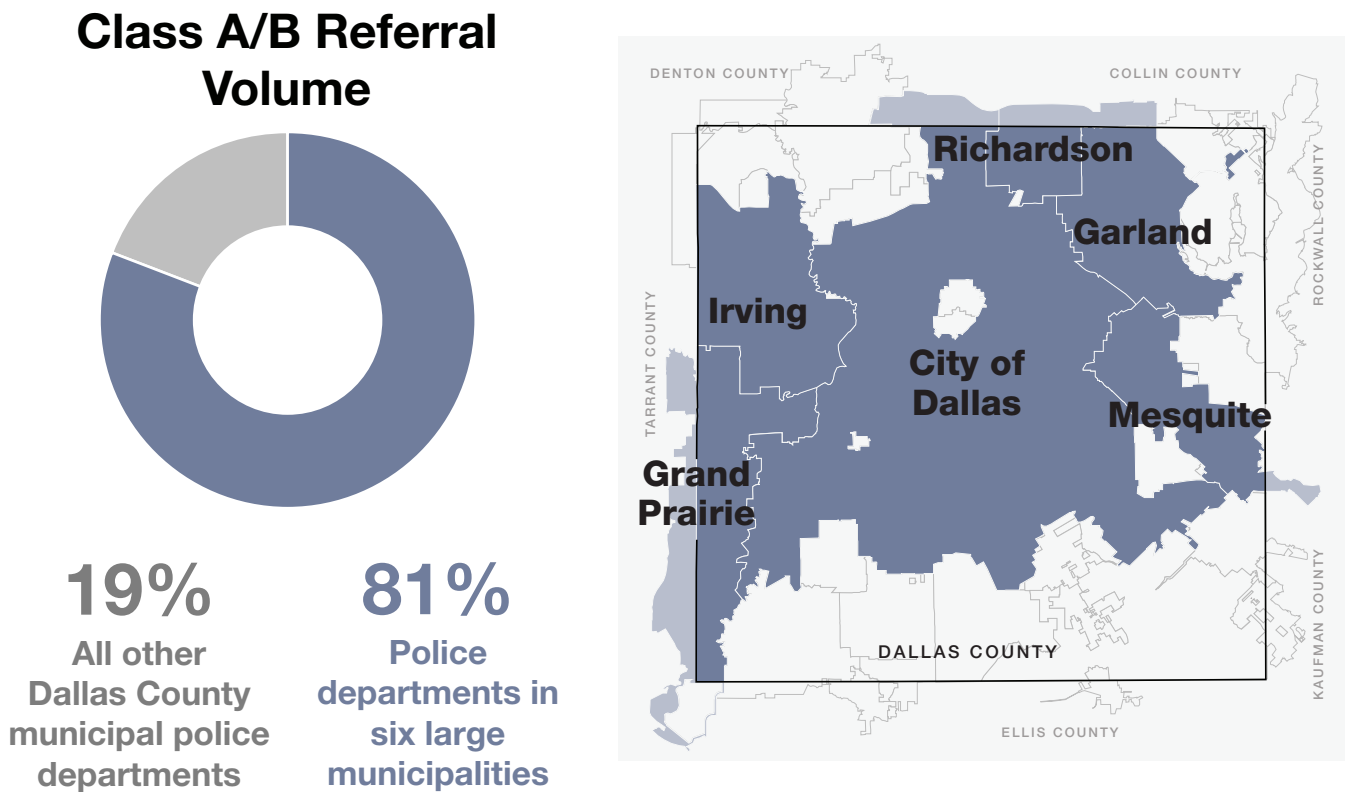 Class A/B Referral
Volume
19%
All other
Dallas County
municipal police
departments
81%
Police
departments in
six large
municipalities
DENTON COUNTY
COLLIN COUNTY
Richardson
ROCKWALL COUNTY
Garland
Irving
TARRANT COUNTY
City of
Dallas
Mesquite
Grand
Prairie
KAUFMAN COUNTY
DALLAS COUNTY
ELLIS COUNTY